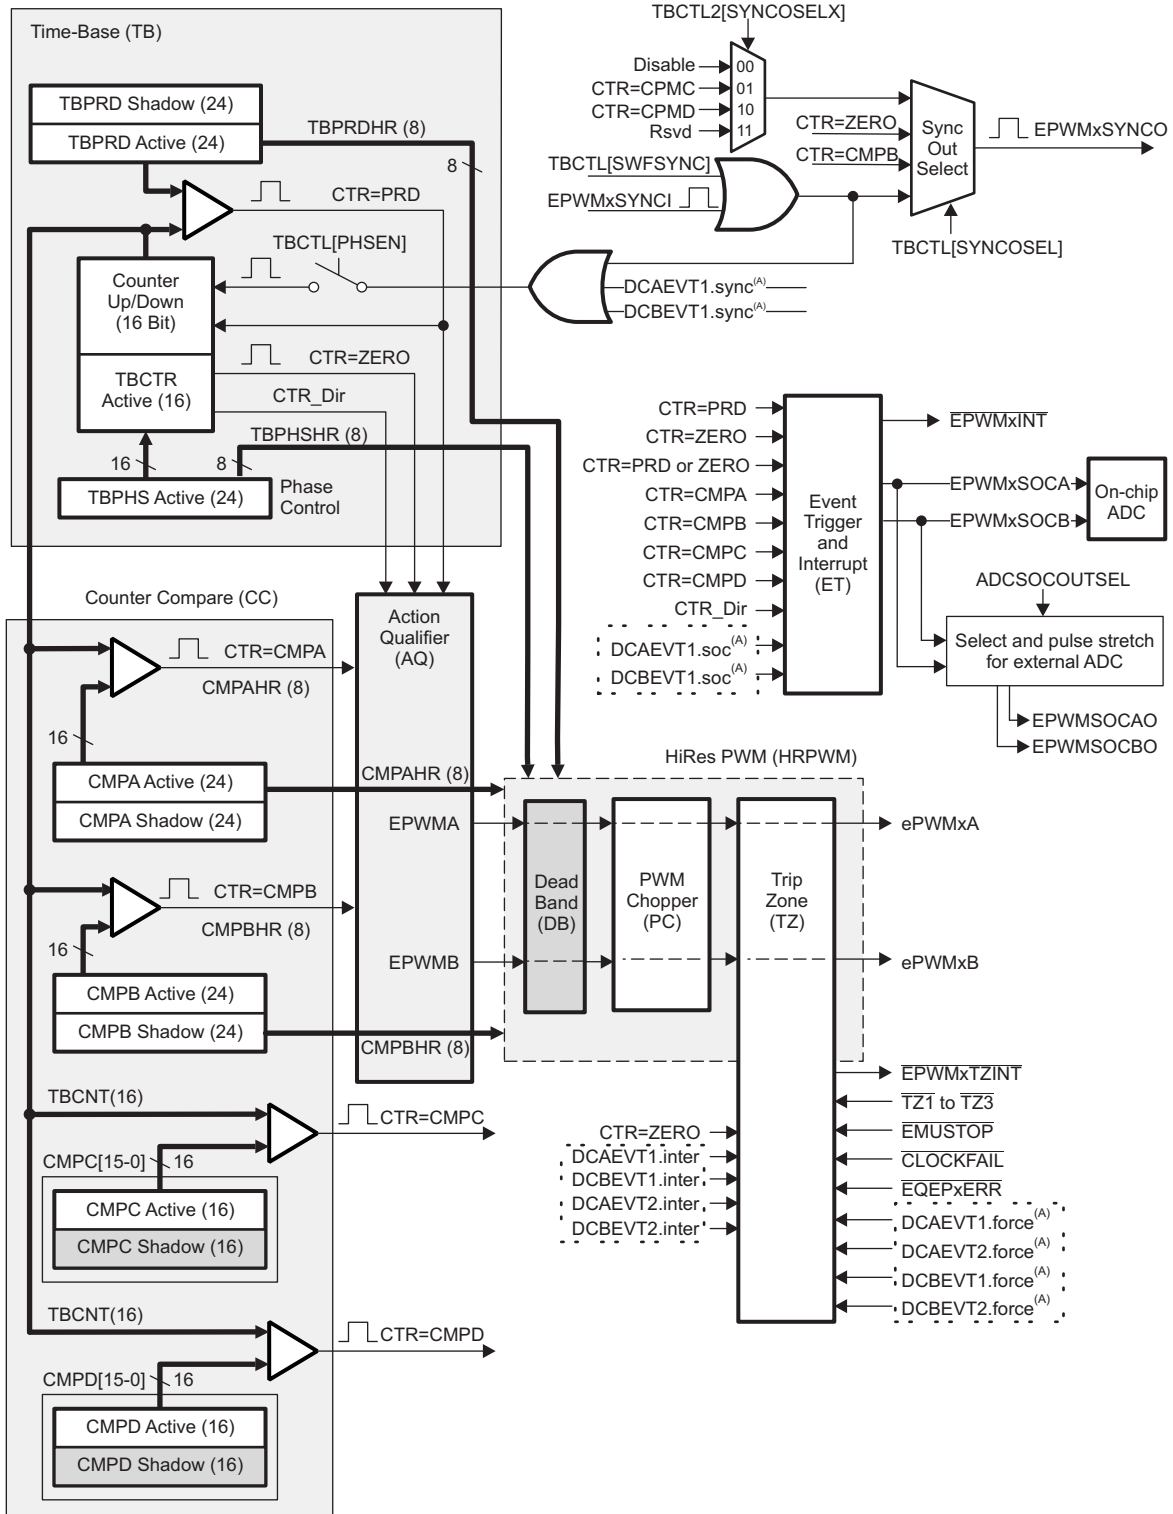 TBCTL2[SYNCOSELX]
Time-Base (TB)
Disable
00
CTR=CPMC
01
CTR=CPMD
10
Rsvd
11
TBPRD Shadow (24)
TBPRD Active (24)
TBPRDHR (8)
8
CTR=ZERO
CTR=CMPB
Sync
Out
Select
EPWMxSYNCO
TBCTL[SWFSYNC]
EPWMxSYNCI
TBCTL[SYNCOSEL]
CTR=PRD
TBCTL[PHSEN]
DCAEVT1.sync(A)
DCBEVT1.sync(A)
Counter
Up/Down
(16 Bit)
CTR=ZERO
TBCTR
Active (16)
CTR_Dir
TBPHSHR (8)
16
8
TBPHS Active (24)
Phase
Control
CTR=PRD
CTR=ZERO
CTR=PRD or ZERO
CTR=CMPA
CTR=CMPB
CTR=CMPC
CTR=CMPD
CTR_Dir
DCAEVT1.soc(A)
DCBEVT1.soc(A)
Event
Trigger
and
Interrupt
(ET)
EPWMxINT
EPWMxSOCA
EPWMxSOCB
On-chip
ADC
ADCSOCOUTSEL
Select and pulse stretch
for external ADC
EPWMSOCAO
EPWMSOCBO
Counter Compare (CC)
Action
Qualifier
(AQ)
CTR=CMPA
CMPAHR (8)
16
CMPA Active (24)
CMPA Shadow (24)
CMPAHR (8)
HiRes PWM (HRPWM)
EPWMA
ePWMxA
CTR=CMPB
CMPBHR (8)
16
Dead
Band
(DB)
PWM
Chopper
(PC)
Trip
Zone
(TZ)
EPWMB
ePWMxB
CMPB Active (24)
CMPB Shadow (24)
CMPBHR (8)
TBCNT(16)
CTR=CMPC
CMPC[15-0]
16
CMPC Active (16)
CMPC Shadow (16)
CTR=ZERO
DCAEVT1.inter
DCBEVT1.inter
DCAEVT2.inter
DCBEVT2.inter
EPWMxTZINT
TZ1 to TZ3
EMUSTOP
CLOCKFAIL
EQEPxERR
DCAEVT1.force(A)
DCAEVT2.force(A)
DCBEVT1.force(A)
DCBEVT2.force(A)
TBCNT(16)
CTR=CMPD
CMPD[15-0]
16
CMPD Active (16)
CMPD Shadow (16)